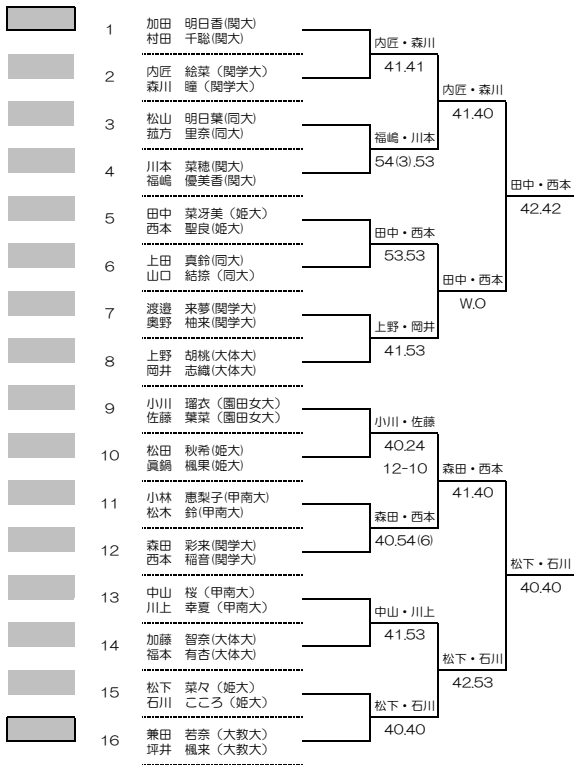 1
加田　明日香(関大)
村田　千聡(関大)
内匠・森川
41.41
2
内匠　絵菜（関学大）
森川　瞳（関学大）
内匠・森川
41.40
3
松山　明日葉(同大)
菰方　里奈(同大)
福嶋・川本
54(3).53
4
川本　菜穂(関大)
福嶋　優美香(関大)
田中・西本
42.42
5
田中　菜冴美（姫大）
西本　聖良(姫大)
田中・西本
53.53
6
上田　真鈴(同大)
山口　結捺（同大）
田中・西本
W.O
7
渡邉　来夢(関学大)
奥野　柚来(関学大)
上野・岡井
41.53
8
上野　胡桃(大体大)
岡井　志織(大体大)
9
小川　瑠衣（園田女大）
佐藤　葉菜（園田女大）
小川・佐藤
40.24
12-10
10
松田　秋希(姫大)
眞鍋　楓果(姫大)
森田・西本
41.40
11
小林　恵梨子(甲南大)
松木　鈴(甲南大)
森田・西本
40.54(6)
12
森田　彩来(関学大)
西本　稲音(関学大)
松下・石川
40.40
13
中山　桜（甲南大）
川上　幸夏（甲南大）
中山・川上
41.53
14
加藤　智奈(大体大)
福本　有杏(大体大)
松下・石川
42.53
15
松下　菜々（姫大）
石川　こころ（姫大）
松下・石川
40.40
16
兼田　若奈（大教大）
坪井　楓来（大教大）